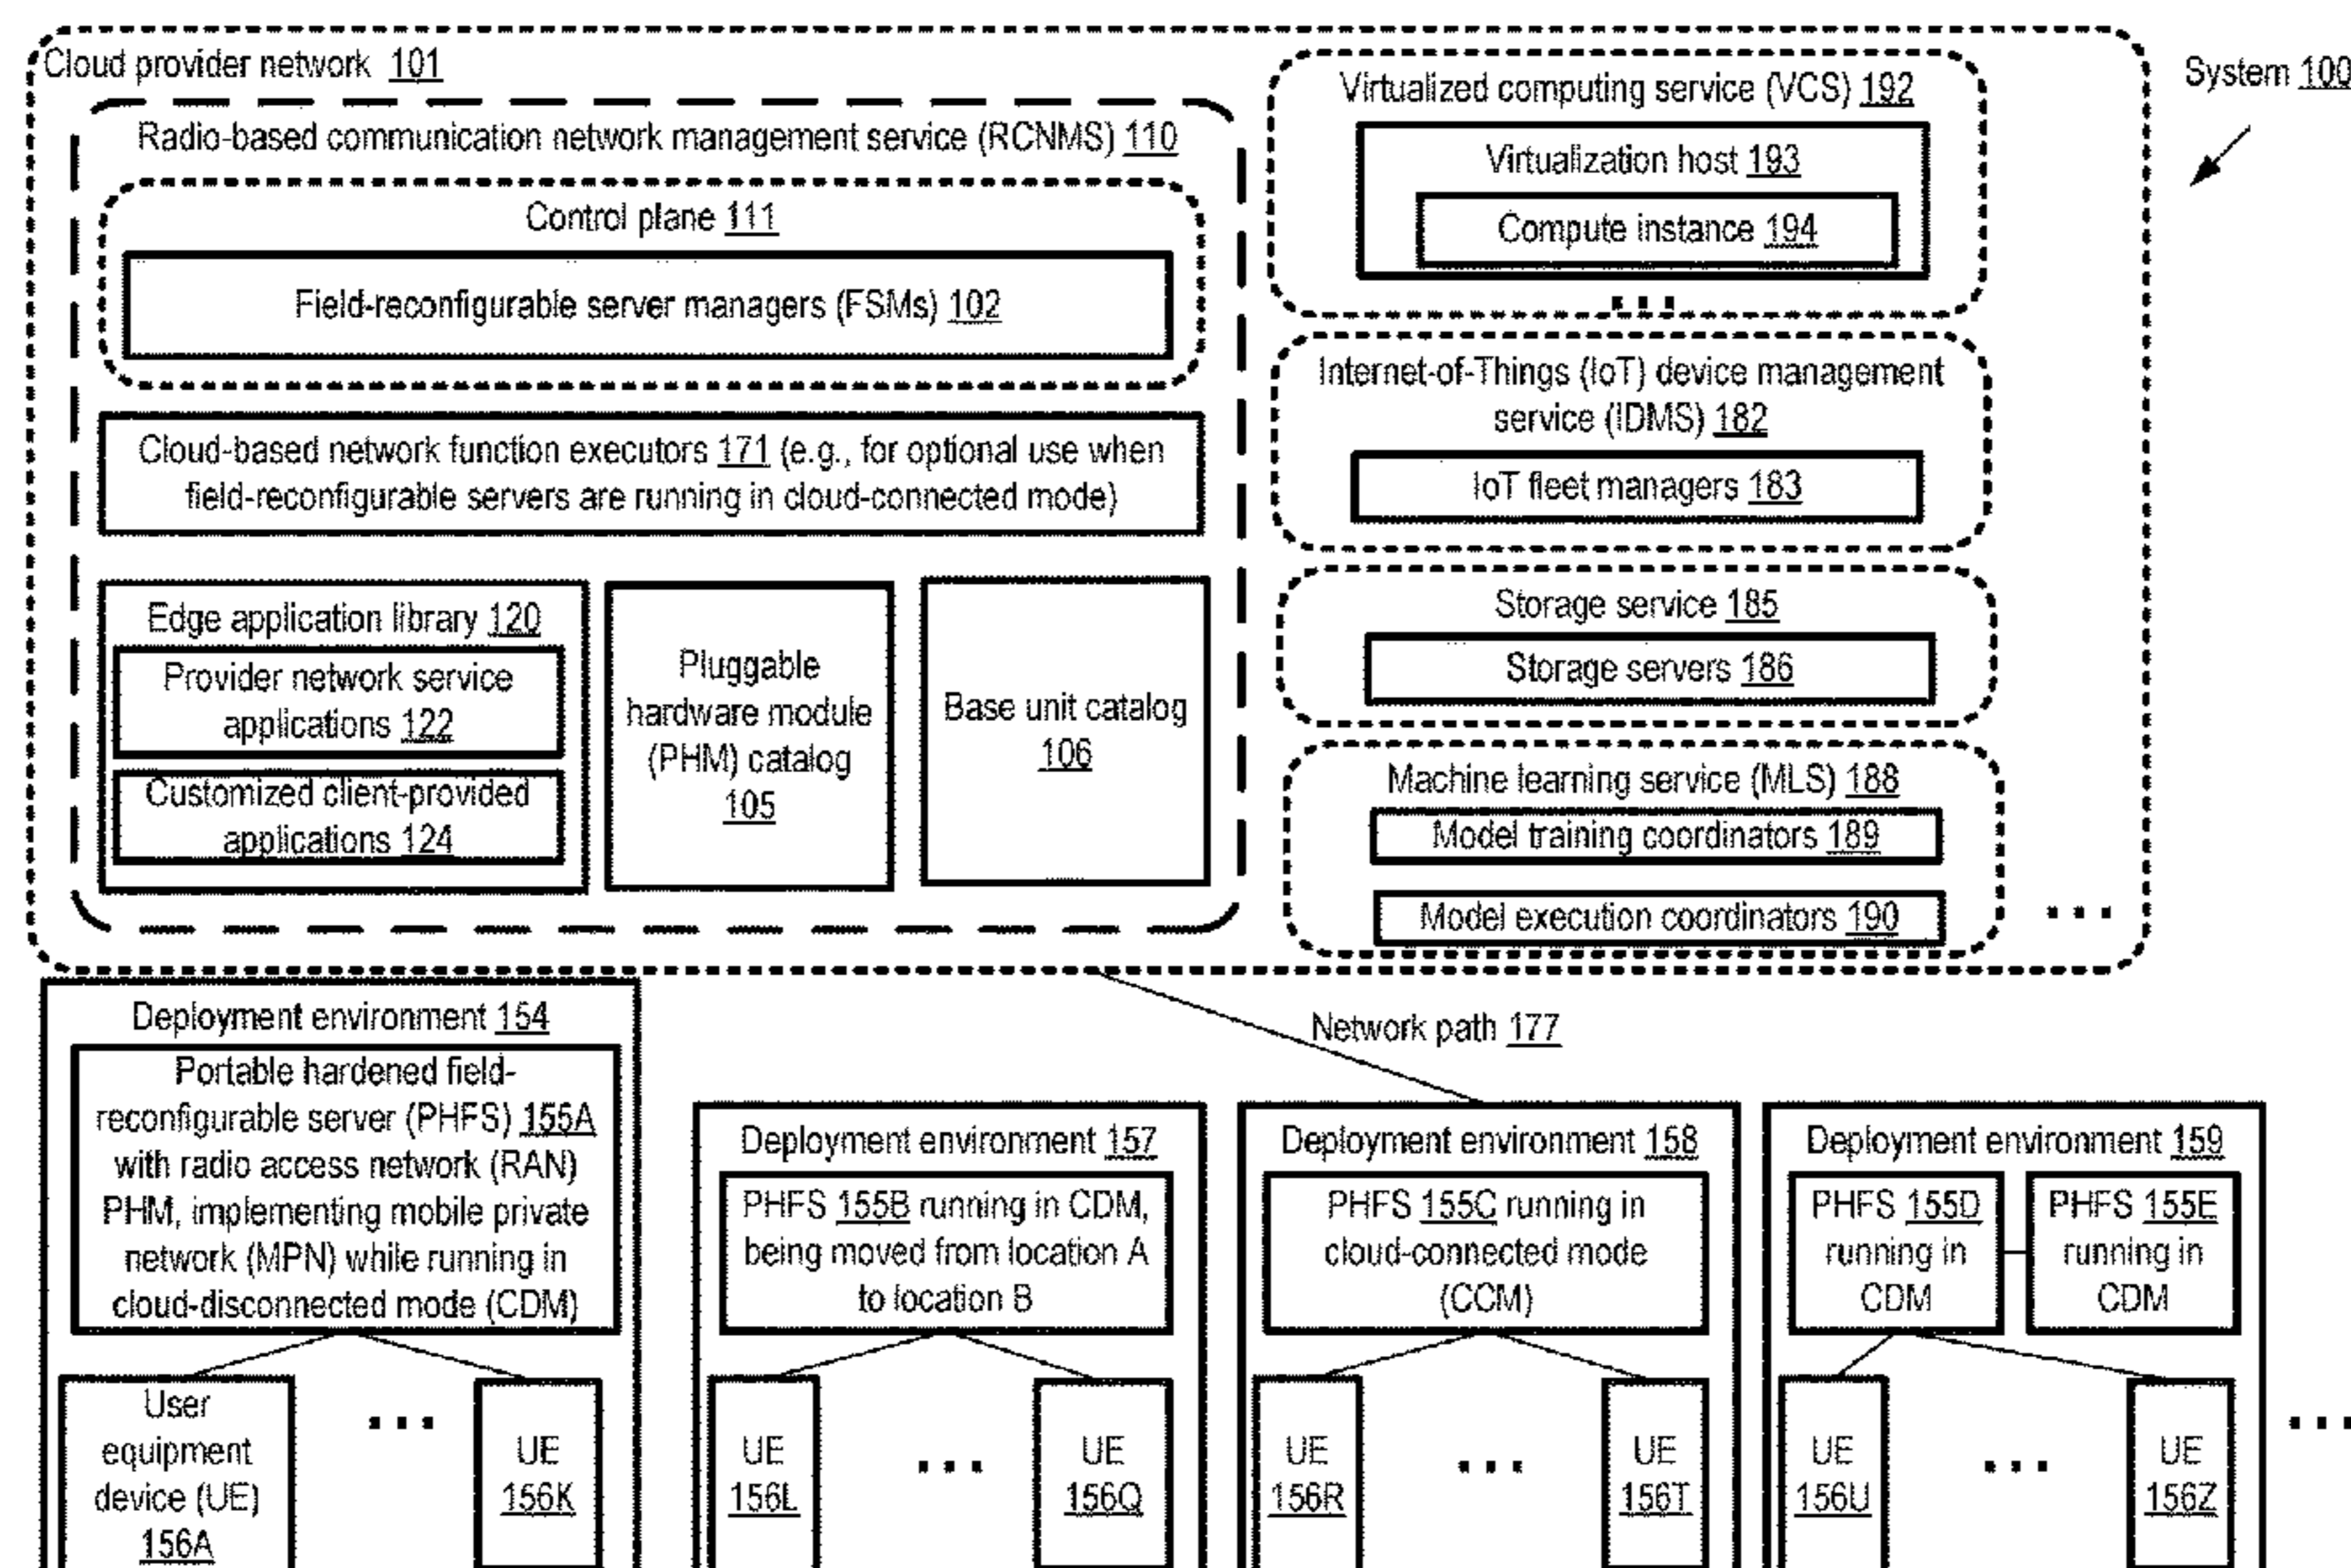 Cloud provider network 101
System 100
Radio-based communication network management service (RCNMS) 110
Control plane 111
Field-reconfigurable server managers (FSMs) 102
Cloud-based network function executors 171 (e.g., for optional use when
field-reconfigurable servers are running in cloud-connected mode)
Edge application library 120
Provider network service
applications 122
Customized client-provided
applications 124
Pluggable
hardware module
(PHM) catalog
105
Base unit catalog
106
Virtualized computing service (VCS) 192
Virtualization host 193
Compute instance 194
...
Internet-of-Things (IoT) device management
service (IDMS) 182
IoT fleet managers 183
Storage service 185
Storage servers 186
Machine learning service (MLS) 188
Model training coordinators 189
Model execution coordinators 190
...
Network path 177
Deployment environment 154
Portable hardened field-
reconfigurable server (PHFS) 155A
with radio access network (RAN)
PHM, implementing mobile private
network (MPN) while running in
cloud-disconnected mode (CDM)
User
equipment
device (UE)
156A
...
UE
156K
Deployment environment 157
PHFS 155B running in CDM,
being moved from location A
to location B
UE
156L
...
UE
156Q
Deployment environment 158
PHFS 155C running in
cloud-connected mode
(CCM)
UE
156R
...
UE
156T
Deployment environment 159
PHFS 155D
running in
CDM
PHFS 155E
running in
CDM
UE
156U
...
UE
156Z
...